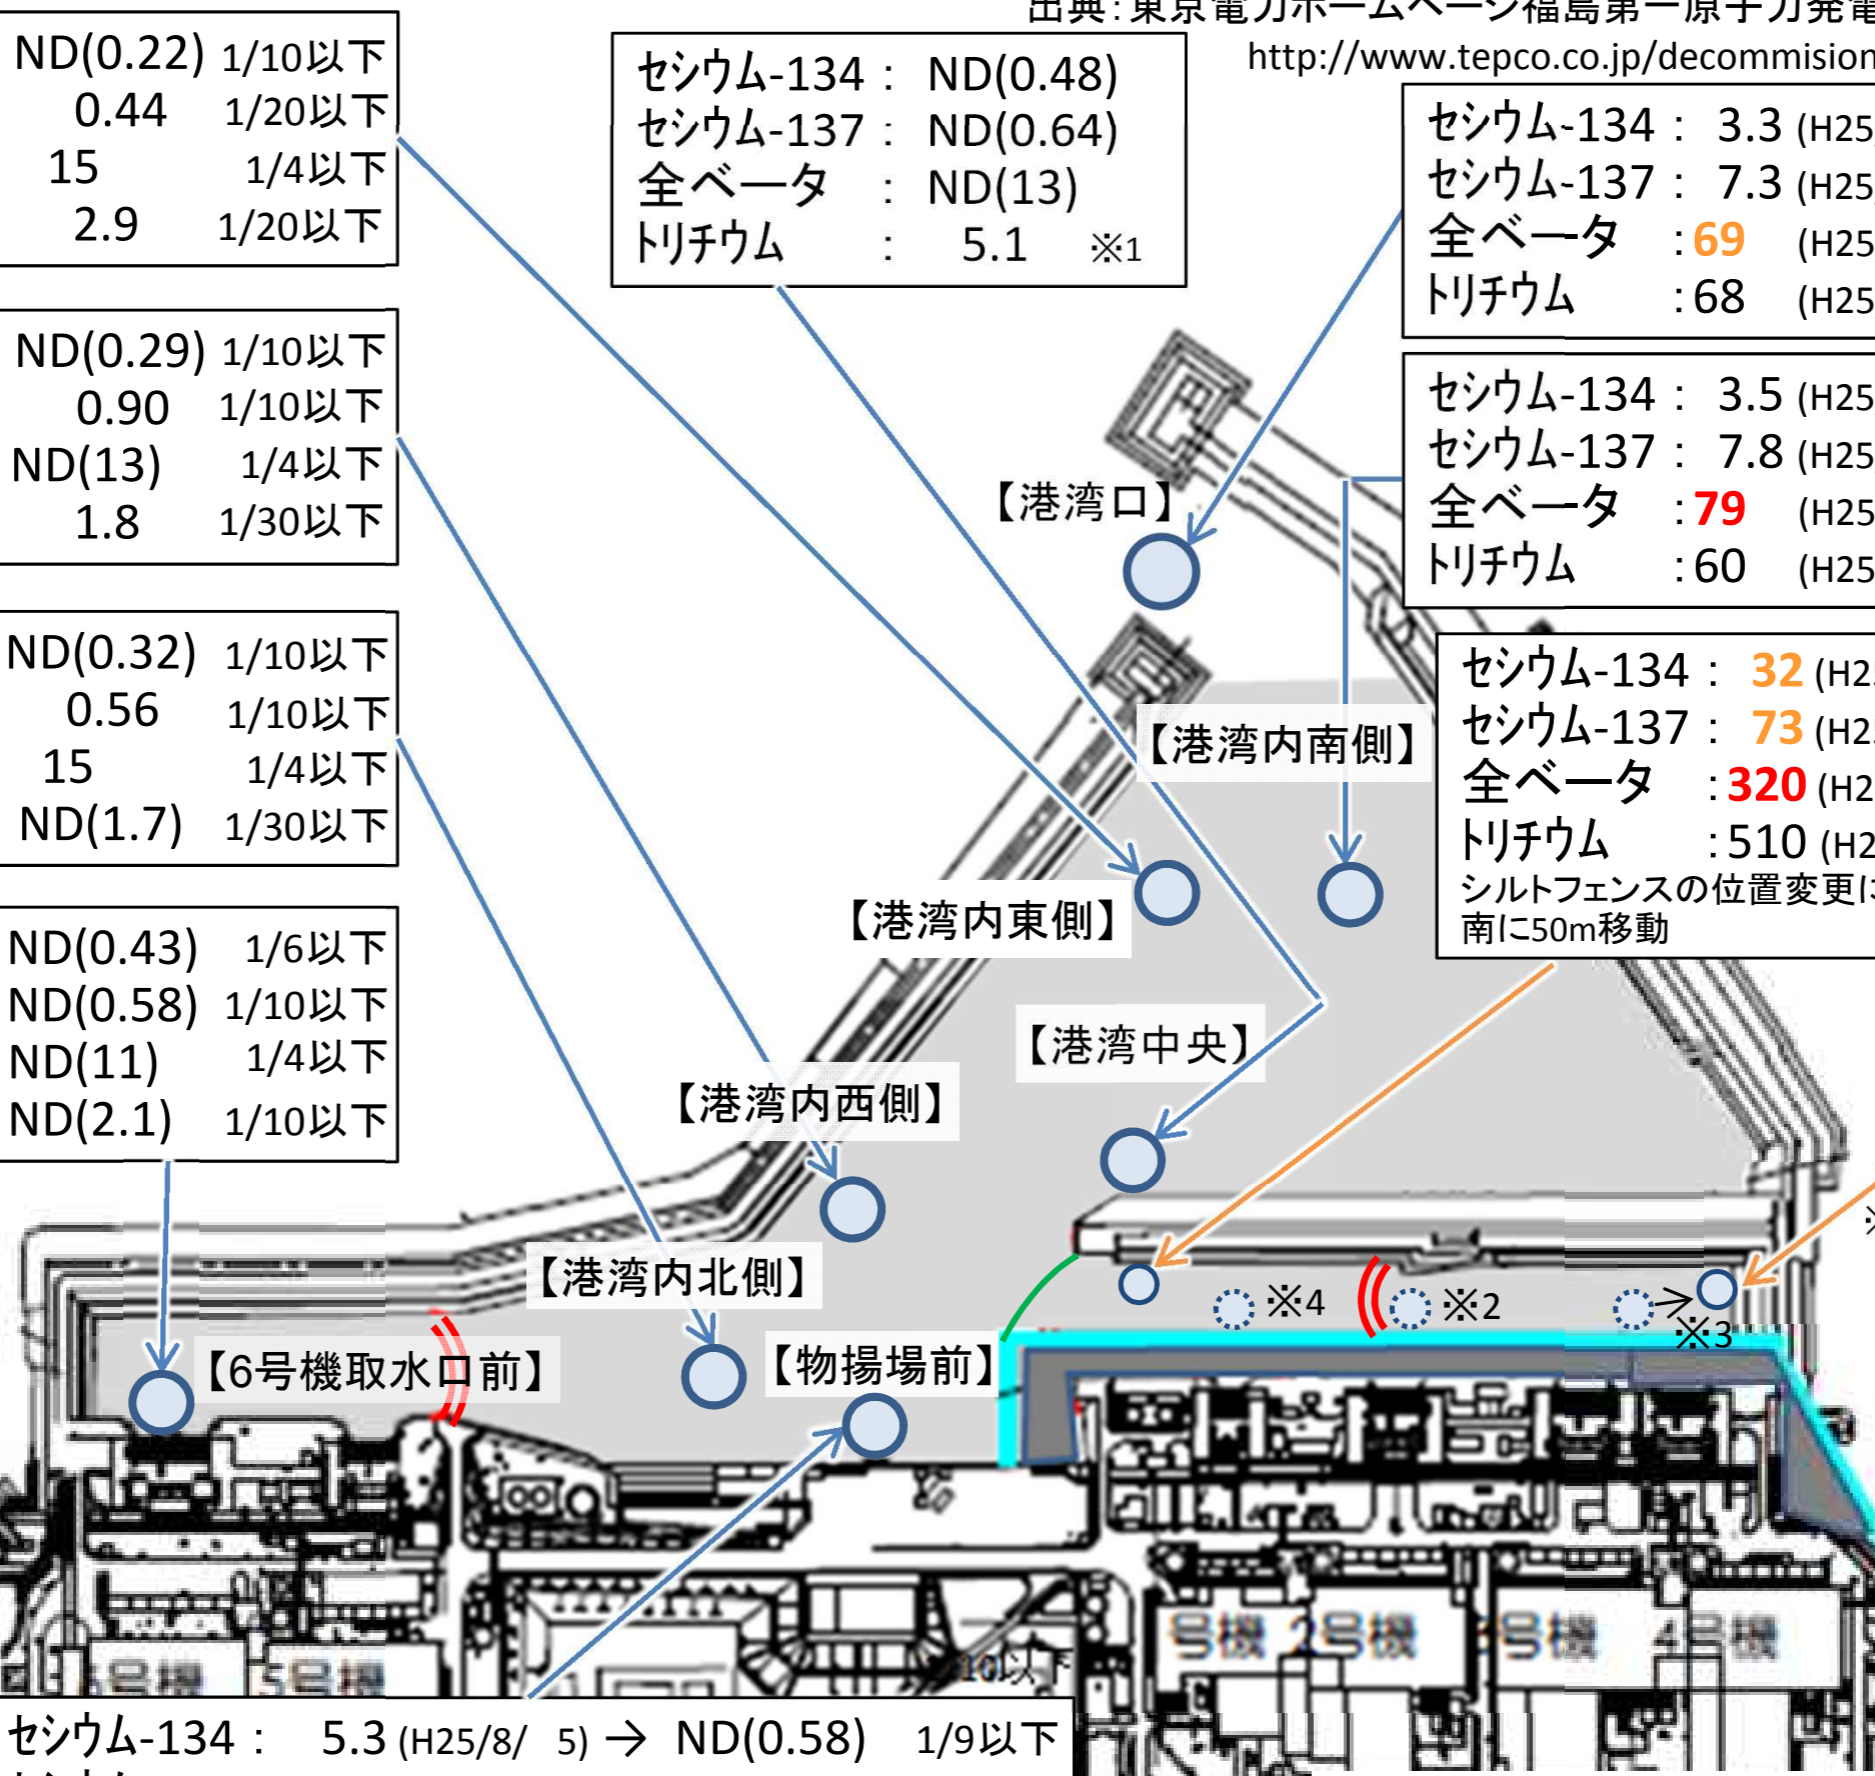 出典：東京電力ホームページ福島第一原子力発電
http://www.tepco.co.jp/decommision
ND(0.22) 1/10以下
0.44 1/20以下
15 1/4以下
2.9 1/20以下
セシウム-134 : ND(0.48)
セシウム-137 : ND(0.64)
全ベータ : ND(13)
トリチウム : 5.1 ※1
セシウム-134 : 3.3 (H25
セシウム-137 : 7.3 (H25
全ベータ : 69 (H25
トリチウム : 68 (H25
ND(0.29) 1/10以下
0.90 1/10以下
ND(13) 1/4以下
1.8 1/30以下
セシウム-134 : 3.5 (H25
セシウム-137 : 7.8 (H25
全ベータ : 79 (H25
トリチウム : 60 (H25
ND(0.32) 1/10以下
0.56 1/10以下
15 1/4以下
ND(1.7) 1/30以下
セシウム-134 : 32 (H2
セシウム-137 : 73 (H2
全ベータ : 320 (H2
トリチウム : 510 (H2
シルトフェンスの位置変更に
南に50m移動
ND(0.43) 1/6以下
ND(0.58) 1/10以下
ND(11) 1/4以下
ND(2.1) 1/10以下
【港湾口】
【港湾内南側】
【港湾内東側】
【港湾中央】
【港湾内西側】
【港湾内北側】
※4
※2
※3
【6号機取水口前】
【物揚場前】
号機 2号機 号機 4号機
号機 5号機
10以下
セシウム-134 : 5.3 (H25/8/ 5) → ND(0.58) 1/9以下